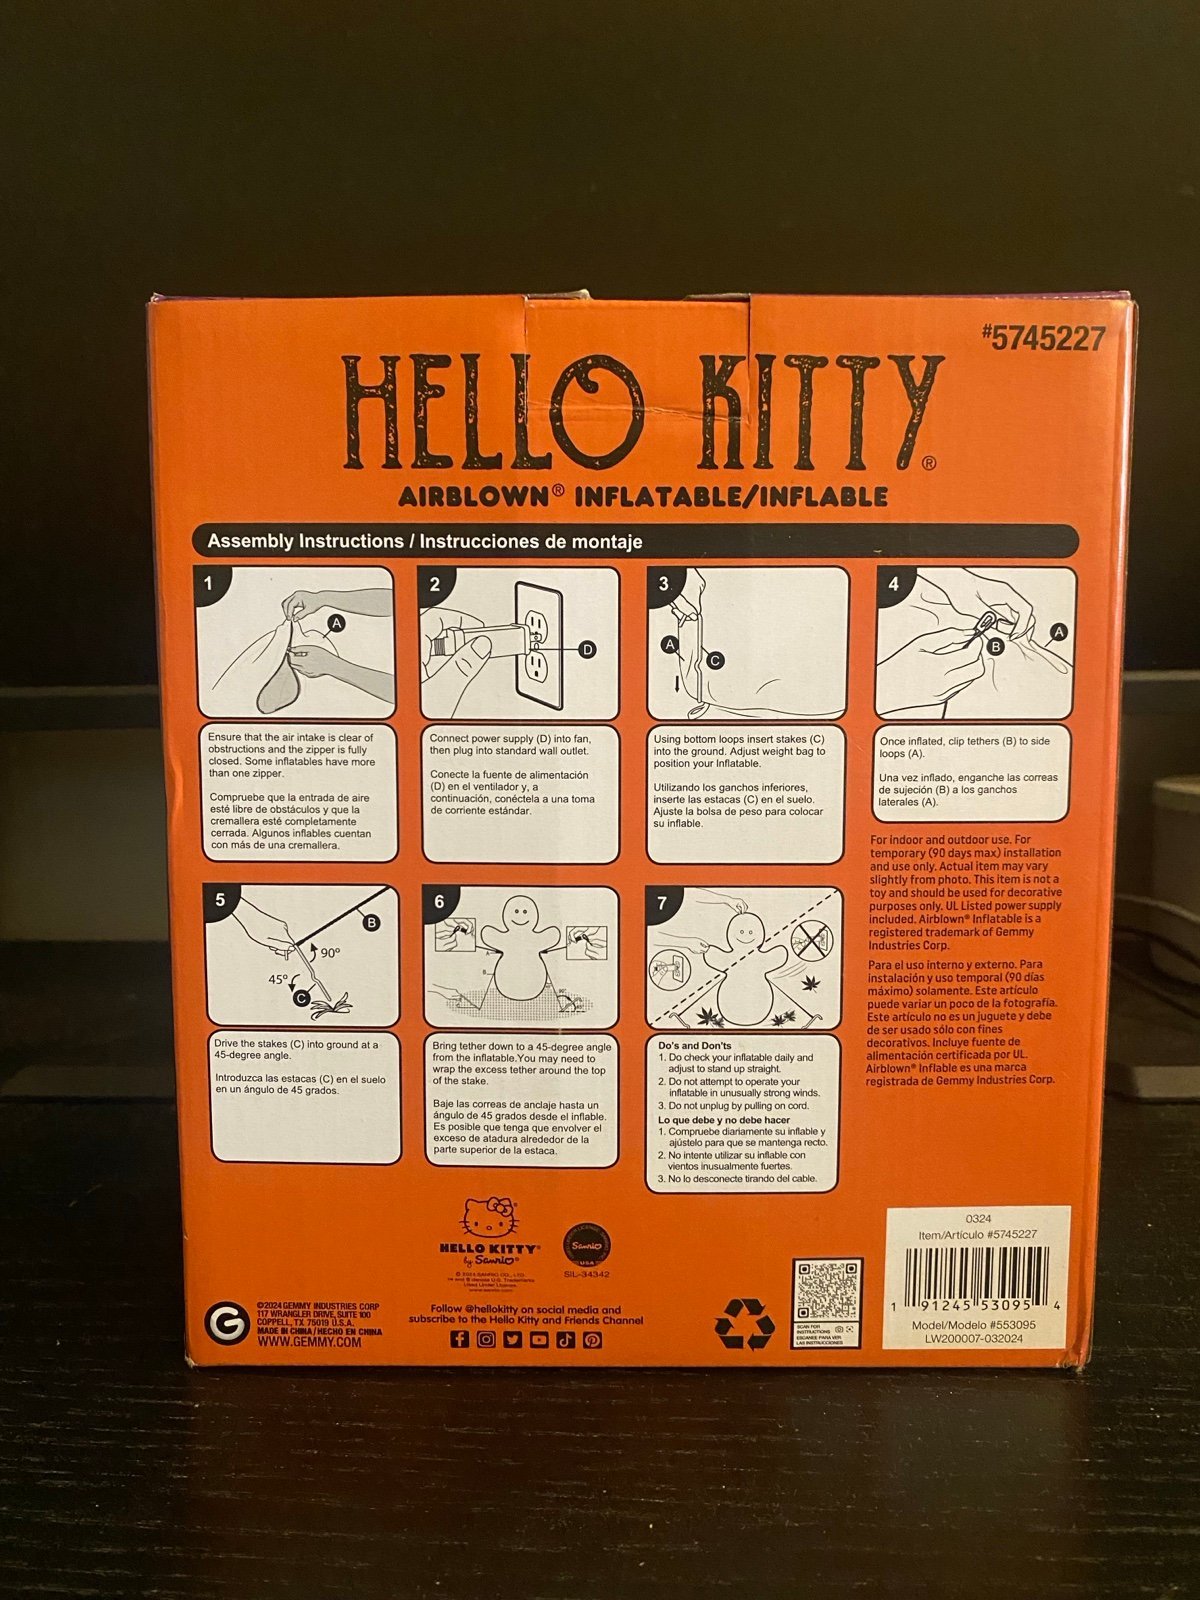 #5745227
HELLO KITTY®
AIRBLOWN® INFLATABLE/INFLABLE
Assembly Instructions / Instrucciones de montaje
1
A
Ensure that the air intake is clear of
obstructions and the zipper is fully
closed. Some inflatables have more
than one zipper.
Compruebe que la entrada de aire
esté libre de obstáculos y que la
cremallera esté completamente
cerrada. Algunos inflables cuentan
con más de una cremallera.
2
D
Connect power supply (D) into fan,
then plug into standard wall outlet.
Conecte la fuente de alimentación
(D) en el ventilador y, a
continuación, conéctela a una toma
de corriente estándar.
3
A
C
Using bottom loops insert stakes (C)
into the ground. Adjust weight bag to
position your Inflatable.
Utilizando los ganchos inferiores,
inserte las estacas (C) en el suelo.
Ajuste la bolsa de peso para colocar
su inflable.
4
A
B
Once inflated, clip tethers (B) to side
loops (A).
Una vez inflado, enganche las correas
de sujeción (B) a los ganchos
laterales (A).
5
B
90°
45°
C
Drive the stakes (C) into ground at a
45-degree angle.
Introduzca las estacas (C) en el suelo
en un ángulo de 45 grados.
6
A
B
Bring tether down to a 45-degree angle
from the inflatable.You may need to
wrap the excess tether around the top
of the stake.
Baje las correas de anclaje hasta un
ángulo de 45 grados desde el inflable.
Es posible que tenga que envolver el
exceso de atadura alrededor de la
parte superior de la estaca.
7
Do's and Don'ts
1. Do check your inflatable daily and
adjust to stand up straight.
2. Do not attempt to operate your
inflatable in unusually strong winds.
3. Do not unplug by pulling on cord.
Lo que debe y no debe hacer
1. Compruebe diariamente su inflable y
ajústelo para que se mantenga recto.
2. No intente utilizar su inflable con
vientos inusualmente fuertes.
3. No lo desconecte tirando del cable.
For indoor and outdoor use. For
temporary (90 days max) installation
and use only. Actual item may vary
slightly from photo. This item is not a
toy and should be used for decorative
purposes only. UL Listed power supply
included. Airblown® Inflatable is a
registered trademark of Gemmy
Industries Corp.
Para el uso interno y externo. Para
instalación y uso temporal (90 días
máximo) solamente. Este artículo
puede variar un poco de la fotografía.
Este artículo no es un juguete y debe
de ser usado sólo con fines
decorativos. Incluye fuente de
alimentación certificada por UL.
Airblown® Inflable es una marca
registrada de Gemmy Industries Corp.
G
©2024 GEMMY INDUSTRIES CORP
117 WRANGLER DRIVE, SUITE 100
COPPELL, TX 75019 U.S.A.
MADE IN CHINA / HECHO EN CHINA
WWW.GEMMY.COM
HELLO KITTY®
by Sanrio®
Sanrio
USA
SIL-34342
Follow @hellokitty on social media and
subscribe to the Hello Kitty and Friends Channel
SCAN FOR
INSTRUCTIONS
ESCANEE PARA VER
LAS INSTRUCCIONES
0324
Item/Artículo #5745227
1 91245 53095 4
Model/Modelo #553095
LW200007-032024